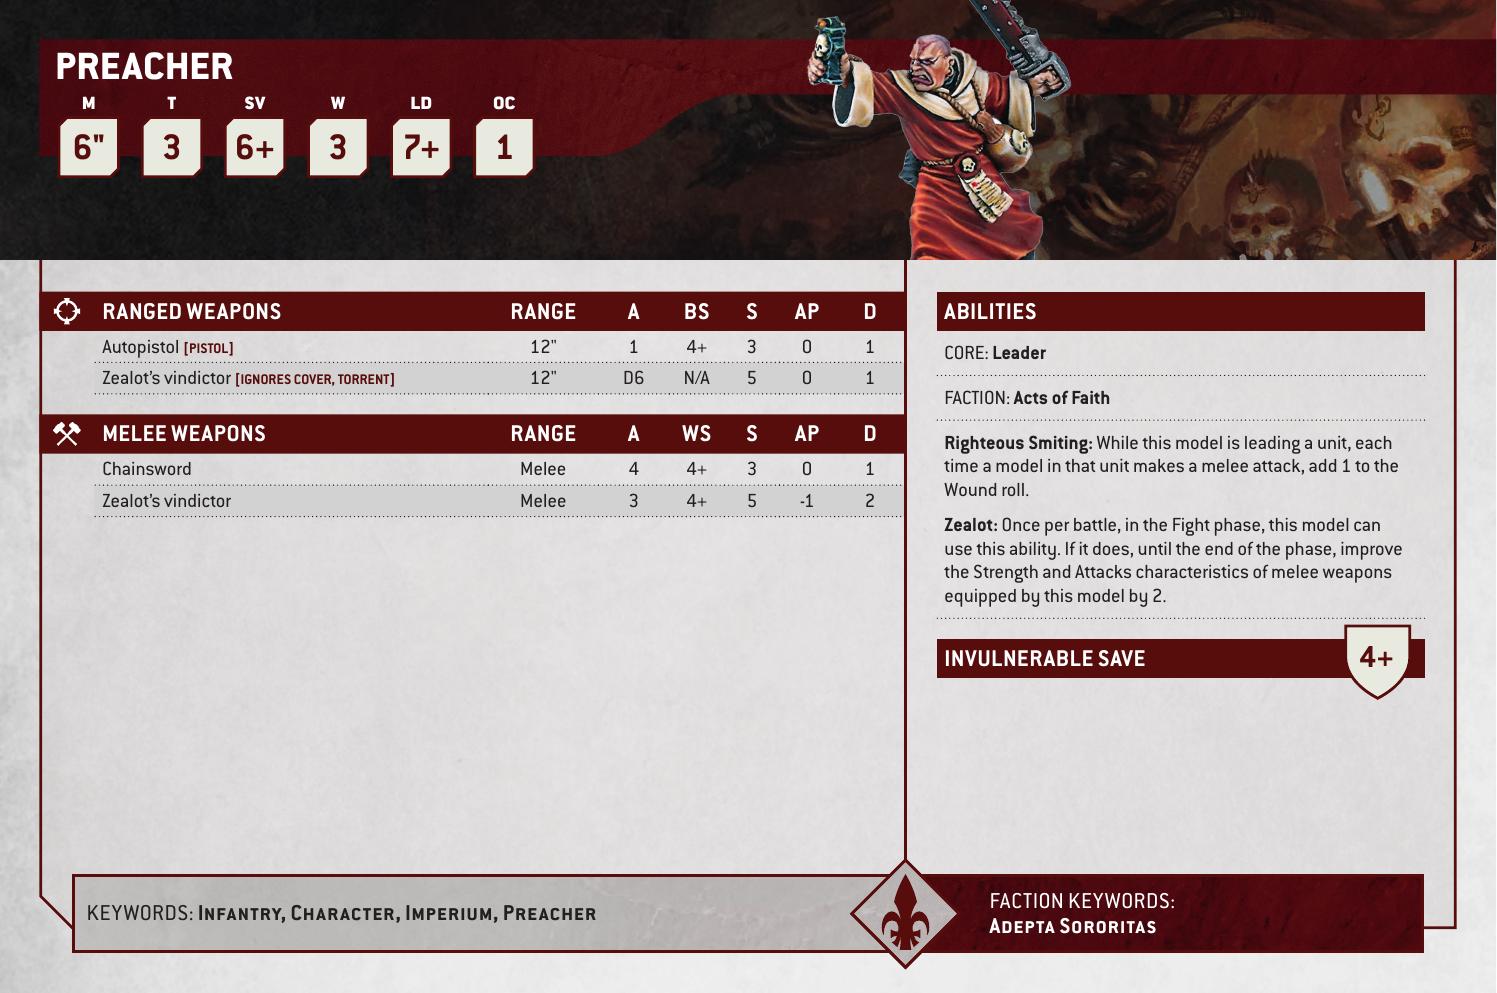 PREACHER
M T SV W LD OC
6" 3 6+ 3 7+ 1
RANGED WEAPONS RANGE A BS S AP D
Autopistol [PISTOL] 12" 1 4+ 3 0 1
Zealot's vindictor [IGNORES COVER, TORRENT] 12" D6 N/A 5 0 1
MELEE WEAPONS RANGE A WS S AP D
Chainsword Melee 4 4+ 3 0 1
Zealot's vindictor Melee 3 4+ 5 -1 2
ABILITIES
CORE: Leader
FACTION: Acts of Faith
Righteous Smiting: While this model is leading a unit, each
time a model in that unit makes a melee attack, add 1 to the
Wound roll.
Zealot: Once per battle, in the Fight phase, this model can
use this ability. If it does, until the end of the phase, improve
the Strength and Attacks characteristics of melee weapons
equipped by this model by 2.
INVULNERABLE SAVE 4+
KEYWORDS: INFANTRY, CHARACTER, IMPERIUM, PREACHER
FACTION KEYWORDS:
ADEPTA SORORITAS